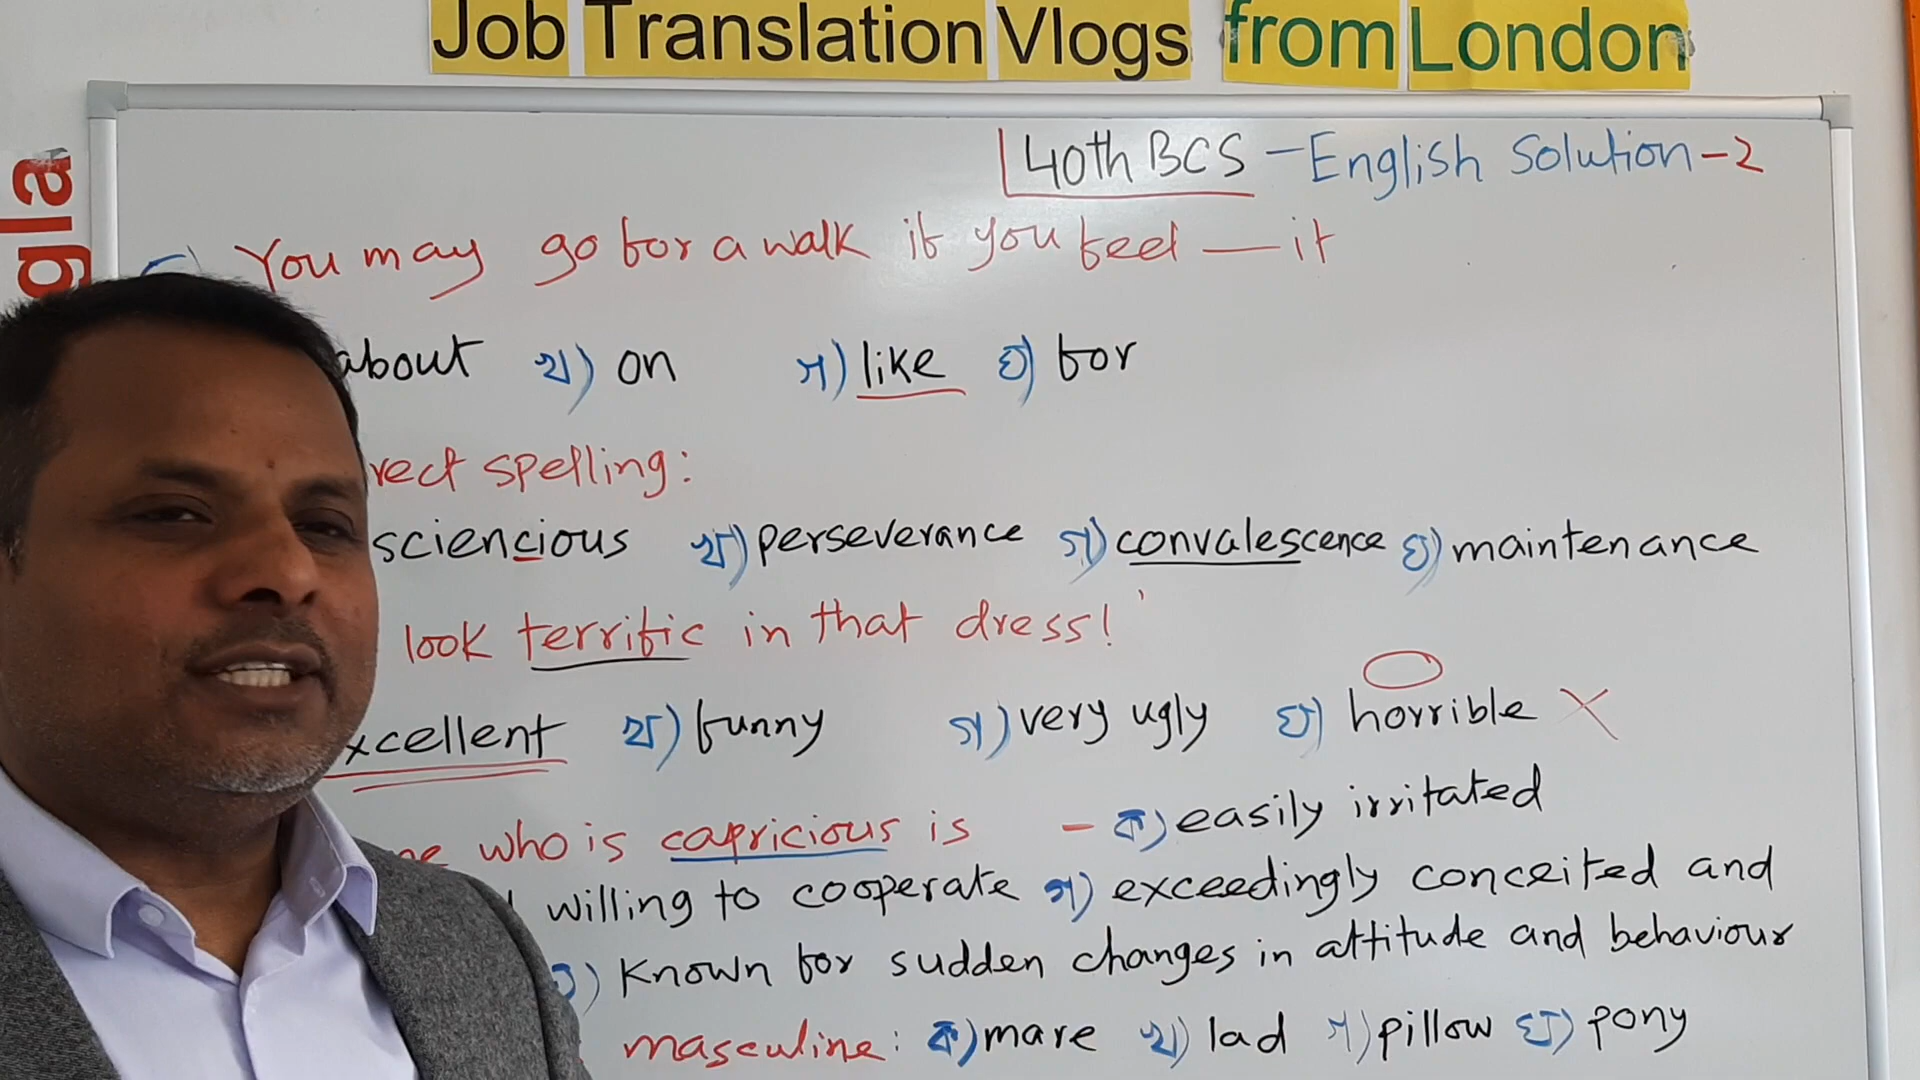 Job Translation Vlogs from London
gla
40th BCS - English Solution - 2
You may go for a walk if you feel — it
about খ) on গ) like ঘ) for
rect spelling:
sciencious খ) perseverance গ) convalescence ঘ) maintenance
look terrific in that dress!'
xcellent খ) funny গ) very ugly ঘ) horrible X
who is capricious is - ক) easily irritated
willing to cooperate গ) exceedingly conceited and
ঘ) Known for sudden changes in attitude and behaviour
masculine: ক) mare খ) lad গ) pillow ঘ) pony